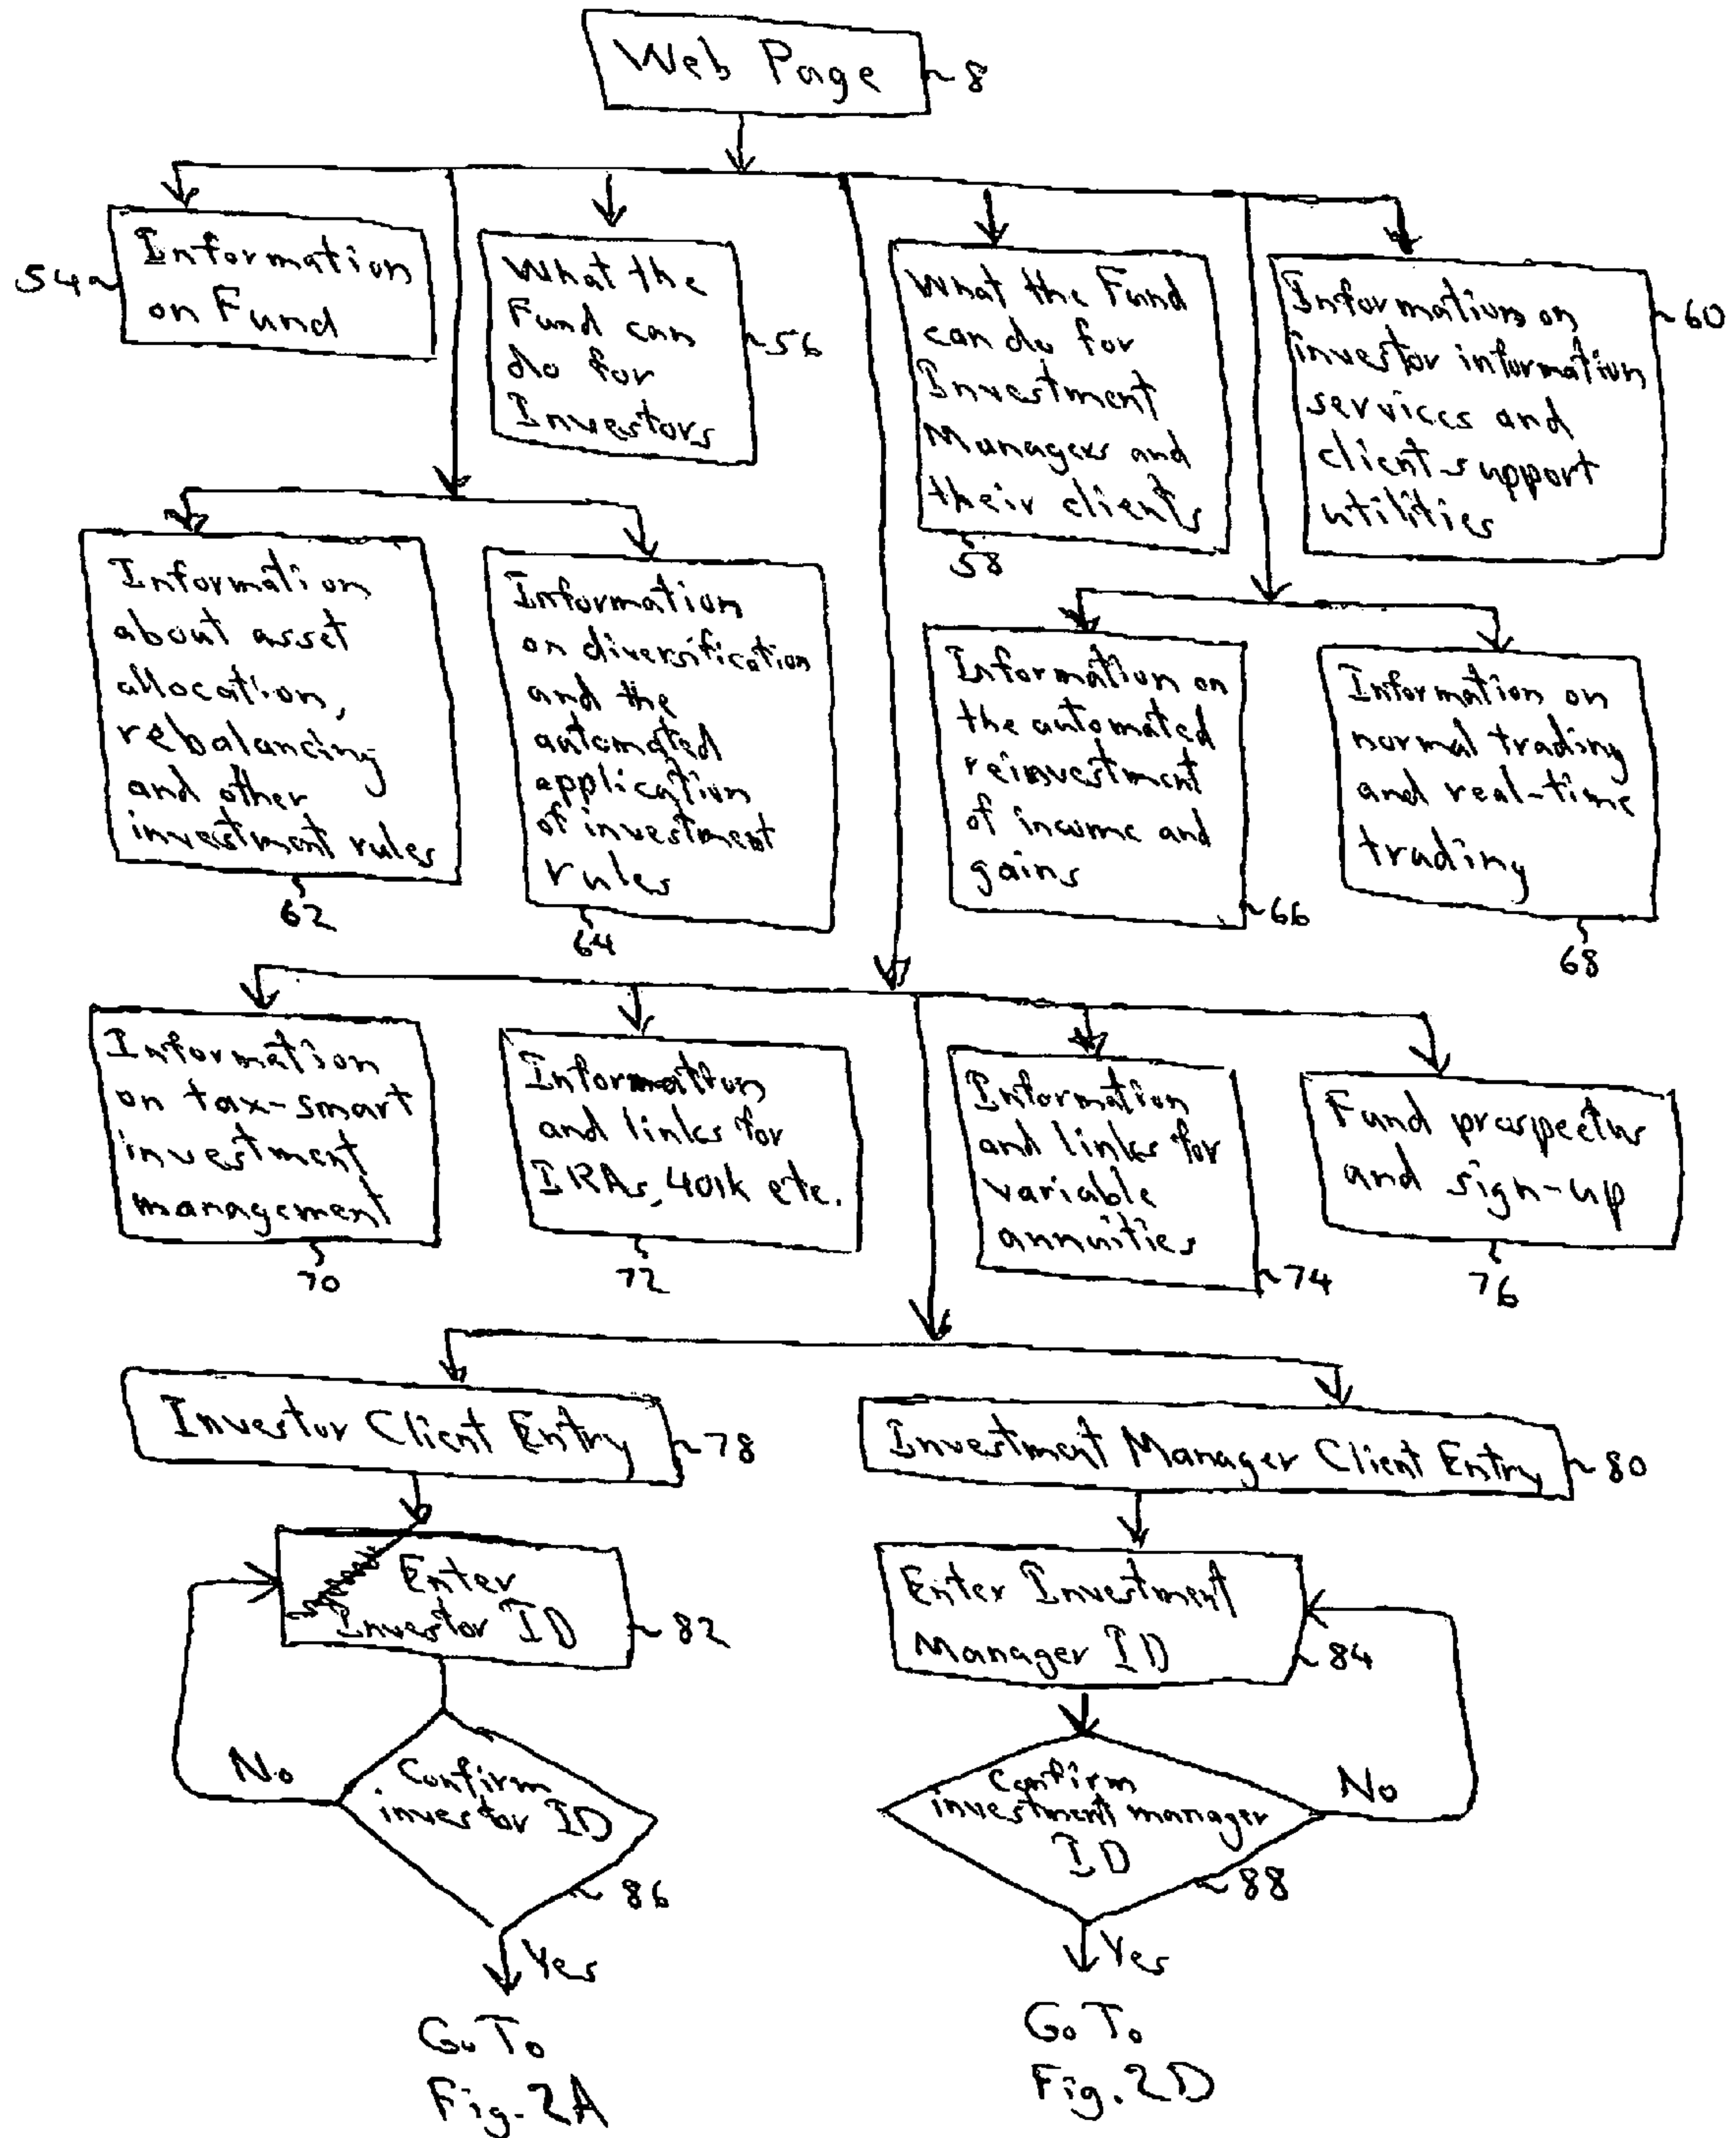 Web Page
8
54
Information
on Fund
What the
Fund can
do for
Investors
56
What the Fund
can do for
Investment
Managers and
their clients
58
Information on
investor information
services and
client support
utilities
60
Information
about asset
allocation,
rebalancing
and other
investment rules
62
Information
on diversification
and the
automated
application
of investment
rules
64
Information on
the automated
reinvestment
of income and
gains
66
Information on
normal trading
and real-time
trading
68
Information
on tax-smart
investment
management
70
Information
and links for
IRAs, 401k etc.
72
Information
and links for
variable
annuities
74
Fund prospectus
and sign-up
76
Investor Client Entry
78
Investment Manager Client Entry
80
Enter
Investor ID
82
Enter Investment
Manager ID
84
No
Confirm
investor ID
86
Confirm
investment manager
ID
No
88
Yes
Yes
Go To
Fig. 2A
Go To
Fig. 2D